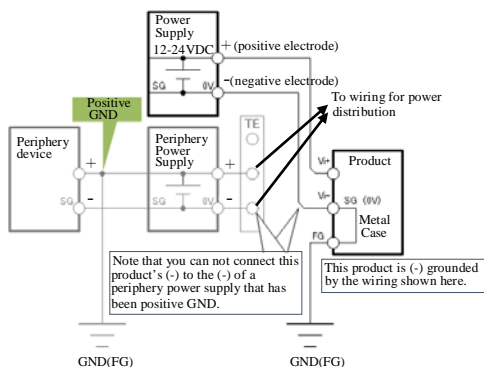 Power
Supply
12-24VDC
+ (positive electrode)
SG 0V
-(negative electrode)
To wiring for power
distribution
Positive
GND
TE
Periphery
device
+
SG -
Periphery
Power
Supply
+
SG 0V -
Product
Vi+
Vi-
SG (0V)
Metal
Case
FG
Note that you can not connect this
product's (-) to the (-) of a
periphery power supply that has
been positive GND.
This product is (-) grounded
by the wiring shown here.
GND(FG)
GND(FG)